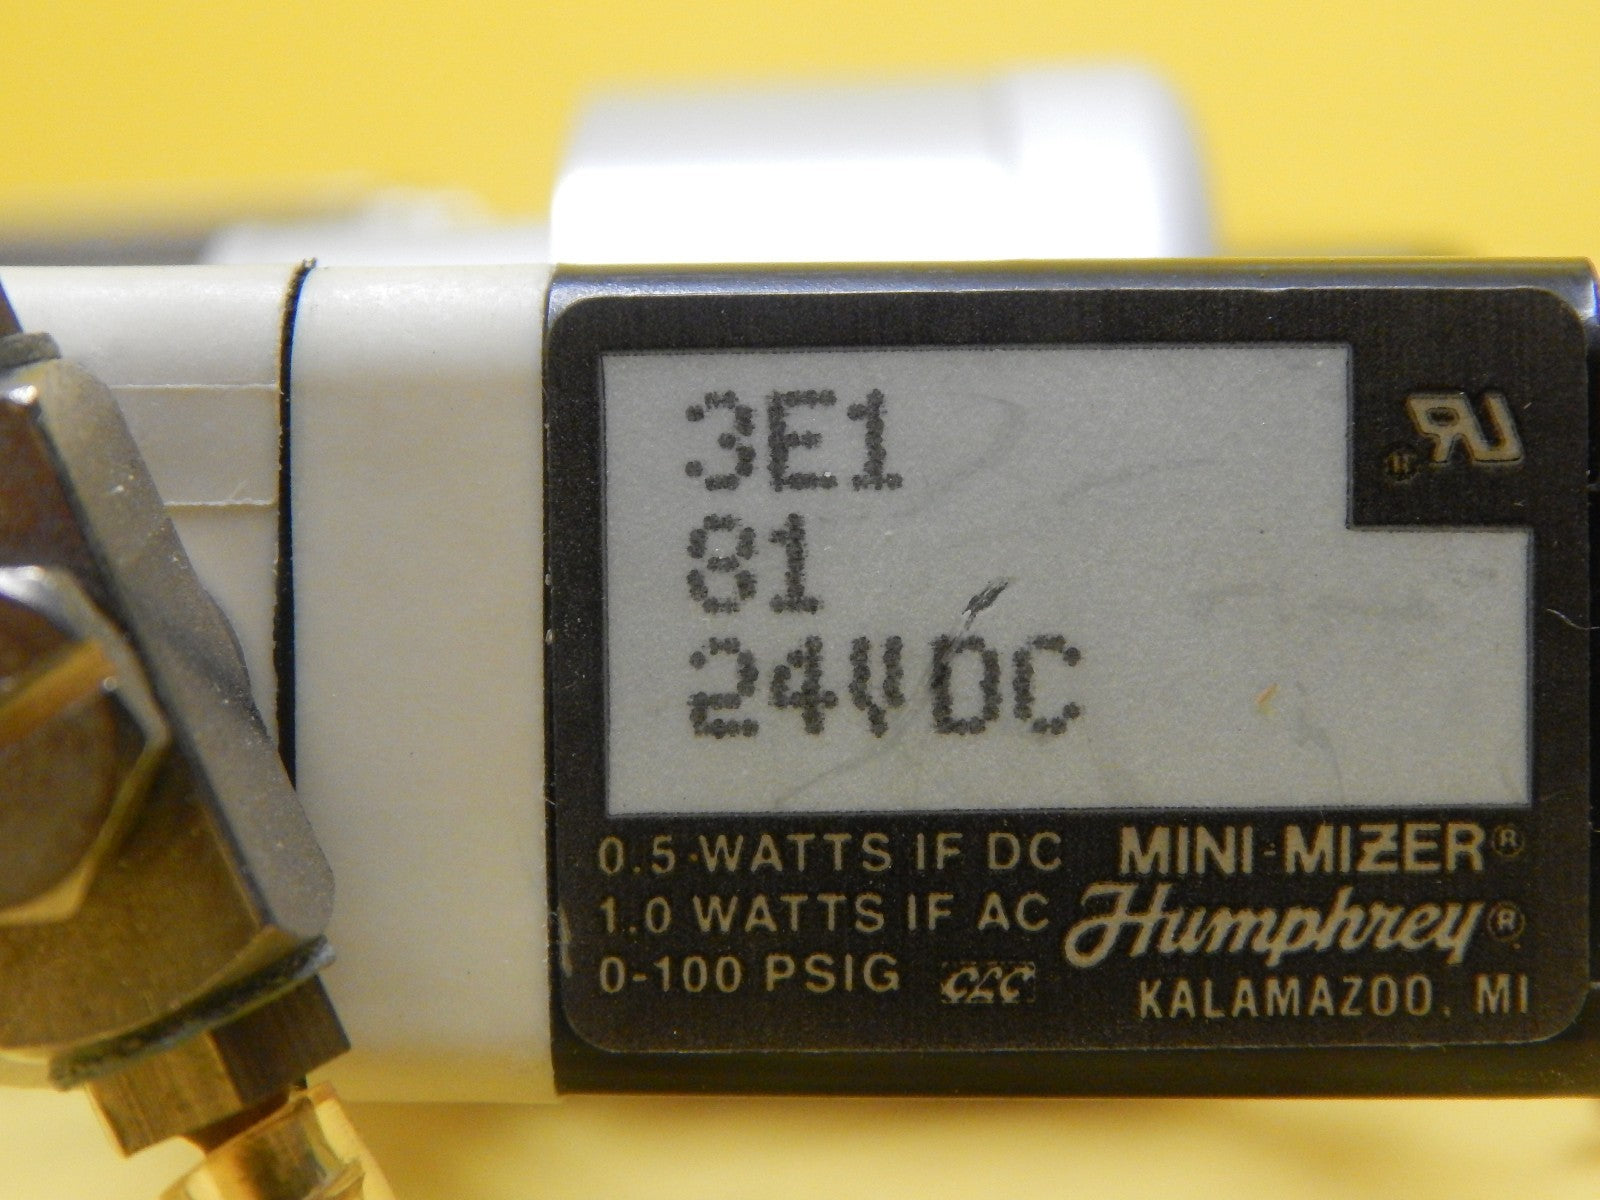 3E1
81
24VDC
0.5 WATTS IF DC
1.0 WATTS IF AC
0-100 PSIG
MINI-MIZER®
Humphrey®
KALAMAZOO, MI